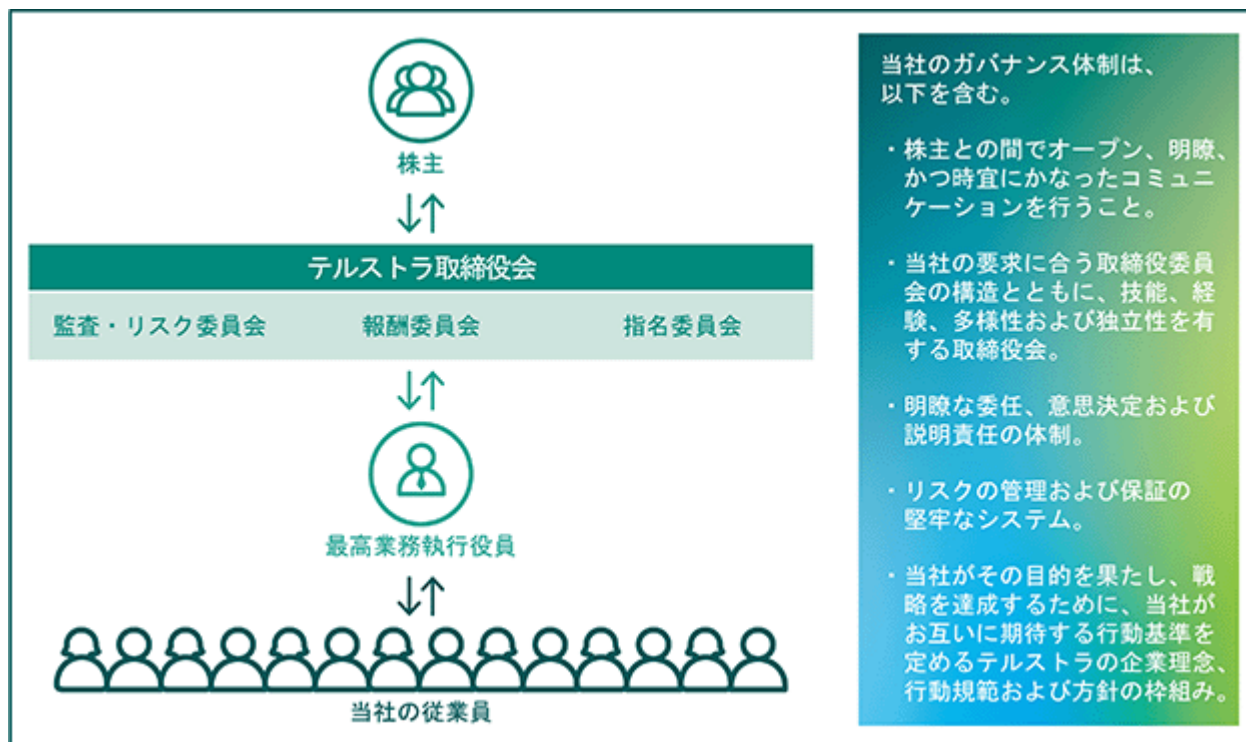 株主
テルストラ取締役会
監査・リスク委員会 報酬委員会 指名委員会
最高業務執行役員
当社の従業員
当社のガバナンス体制は、
以下を含む。
・株主との間でオープン、明瞭、
かつ時宜にかなったコミュニ
ケーションを行うこと。
・当社の要求に合う取締役委員
会の構造とともに、技能、経
験、多様性および独立性を有
する取締役会。
・明瞭な委任、意思決定および
説明責任の体制。
・リスクの管理および保証の
堅牢なシステム。
・当社がその目的を果たし、戦
略を達成するために、当社が
お互いに期待する行動基準を
定めるテルストラの企業理念、
行動規範および方針の枠組み。